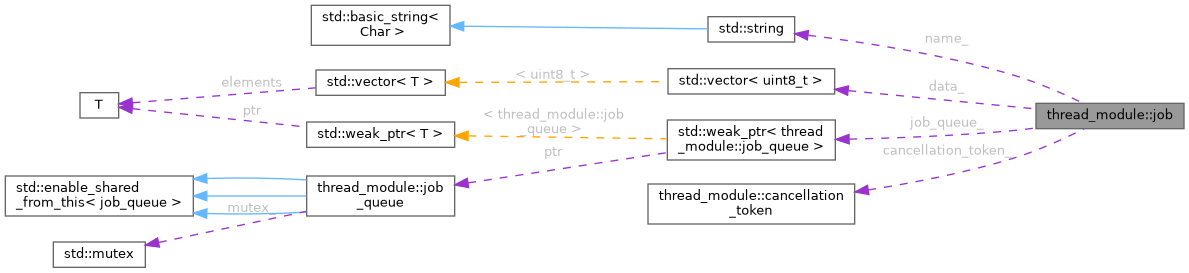 std::basic_string<
Char >
std::string
name_
elements
std::vector< T >
< uint8_t >
std::vector< uint8_t >
data_
T
ptr
std::weak_ptr< T >
< thread_module::job
_queue >
std::weak_ptr< thread
_module::job_queue >
job_queue_
thread_module::job
cancellation_token_
ptr
std::enable_shared
_from_this< job_queue >
thread_module::job
_queue
thread_module::cancellation
_token
mutex_
std::mutex